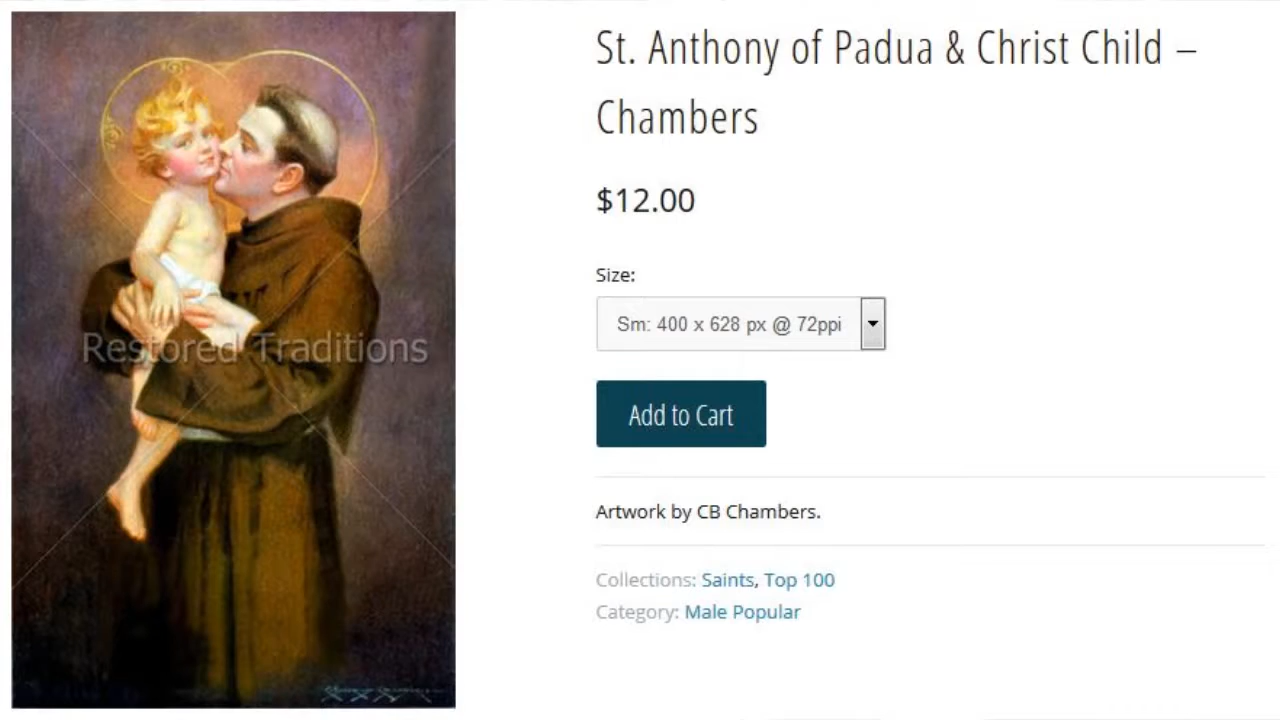 St. Anthony of Padua & Christ Child –
Chambers
$12.00
Size:
Sm: 400 x 628 px @ 72ppi
Add to Cart
Restored Traditions
Artwork by CB Chambers.
Collections: Saints, Top 100
Category: Male Popular